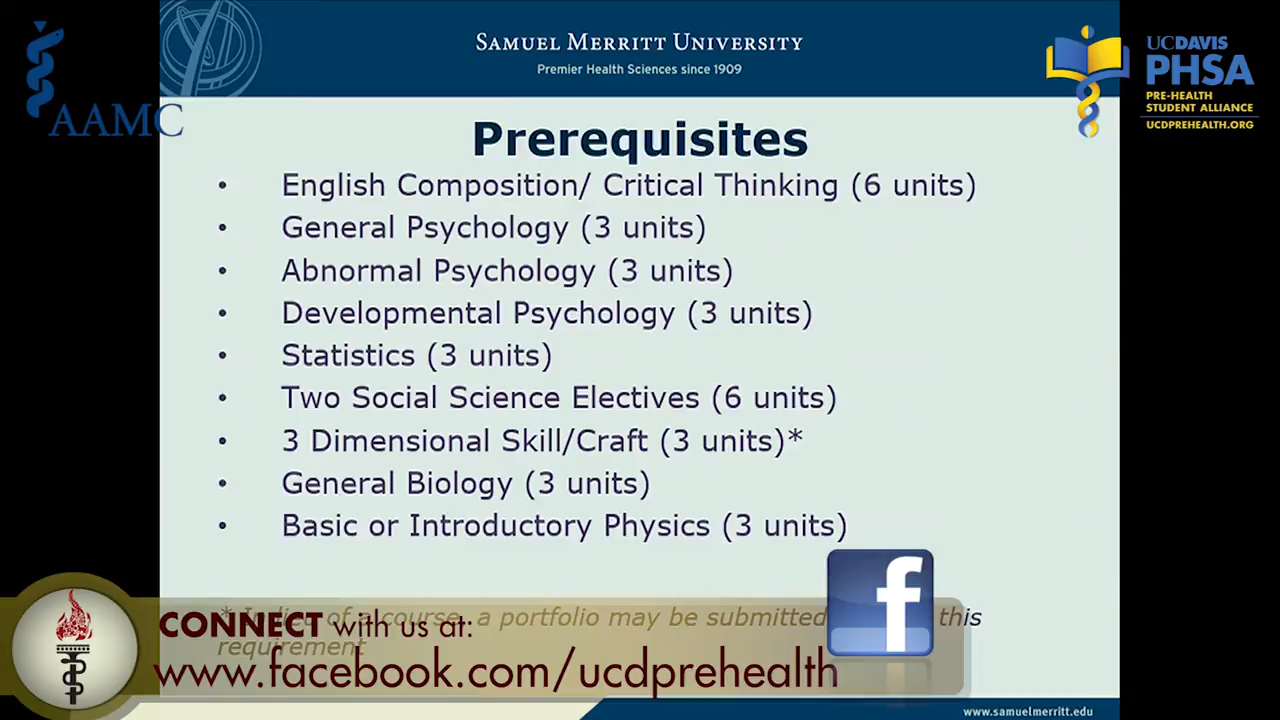 SAMUEL MERRITT UNIVERSITY
Premier Health Sciences since 1909
AAMC
UCDAVIS
PHSA
PRE-HEALTH
STUDENT ALLIANCE
UCDPREHEALTH.ORG
Prerequisites
• English Composition/ Critical Thinking (6 units)
• General Psychology (3 units)
• Abnormal Psychology (3 units)
• Developmental Psychology (3 units)
• Statistics (3 units)
• Two Social Science Electives (6 units)
• 3 Dimensional Skill/Craft (3 units)*
• General Biology (3 units)
• Basic or Introductory Physics (3 units)
* In lieu of a course, a portfolio may be submitted this
requirement
f
CONNECT with us at:
www.facebook.com/ucdprehealth
www.samuelmerritt.edu